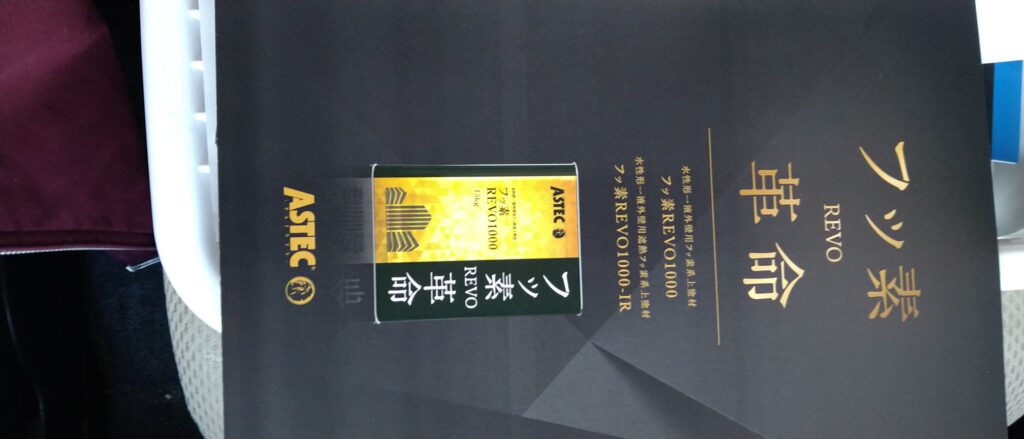 フッ素
REVO
革命
水性形一液外壁用フッ素系上塗材
フッ素REVO1000
水性形一液外壁用遮熱フッ素系上塗材
フッ素REVO1000-IR
ASTEC
フッ素
REVO1000
15kg
フッ素
REVO
革命
ASTEC